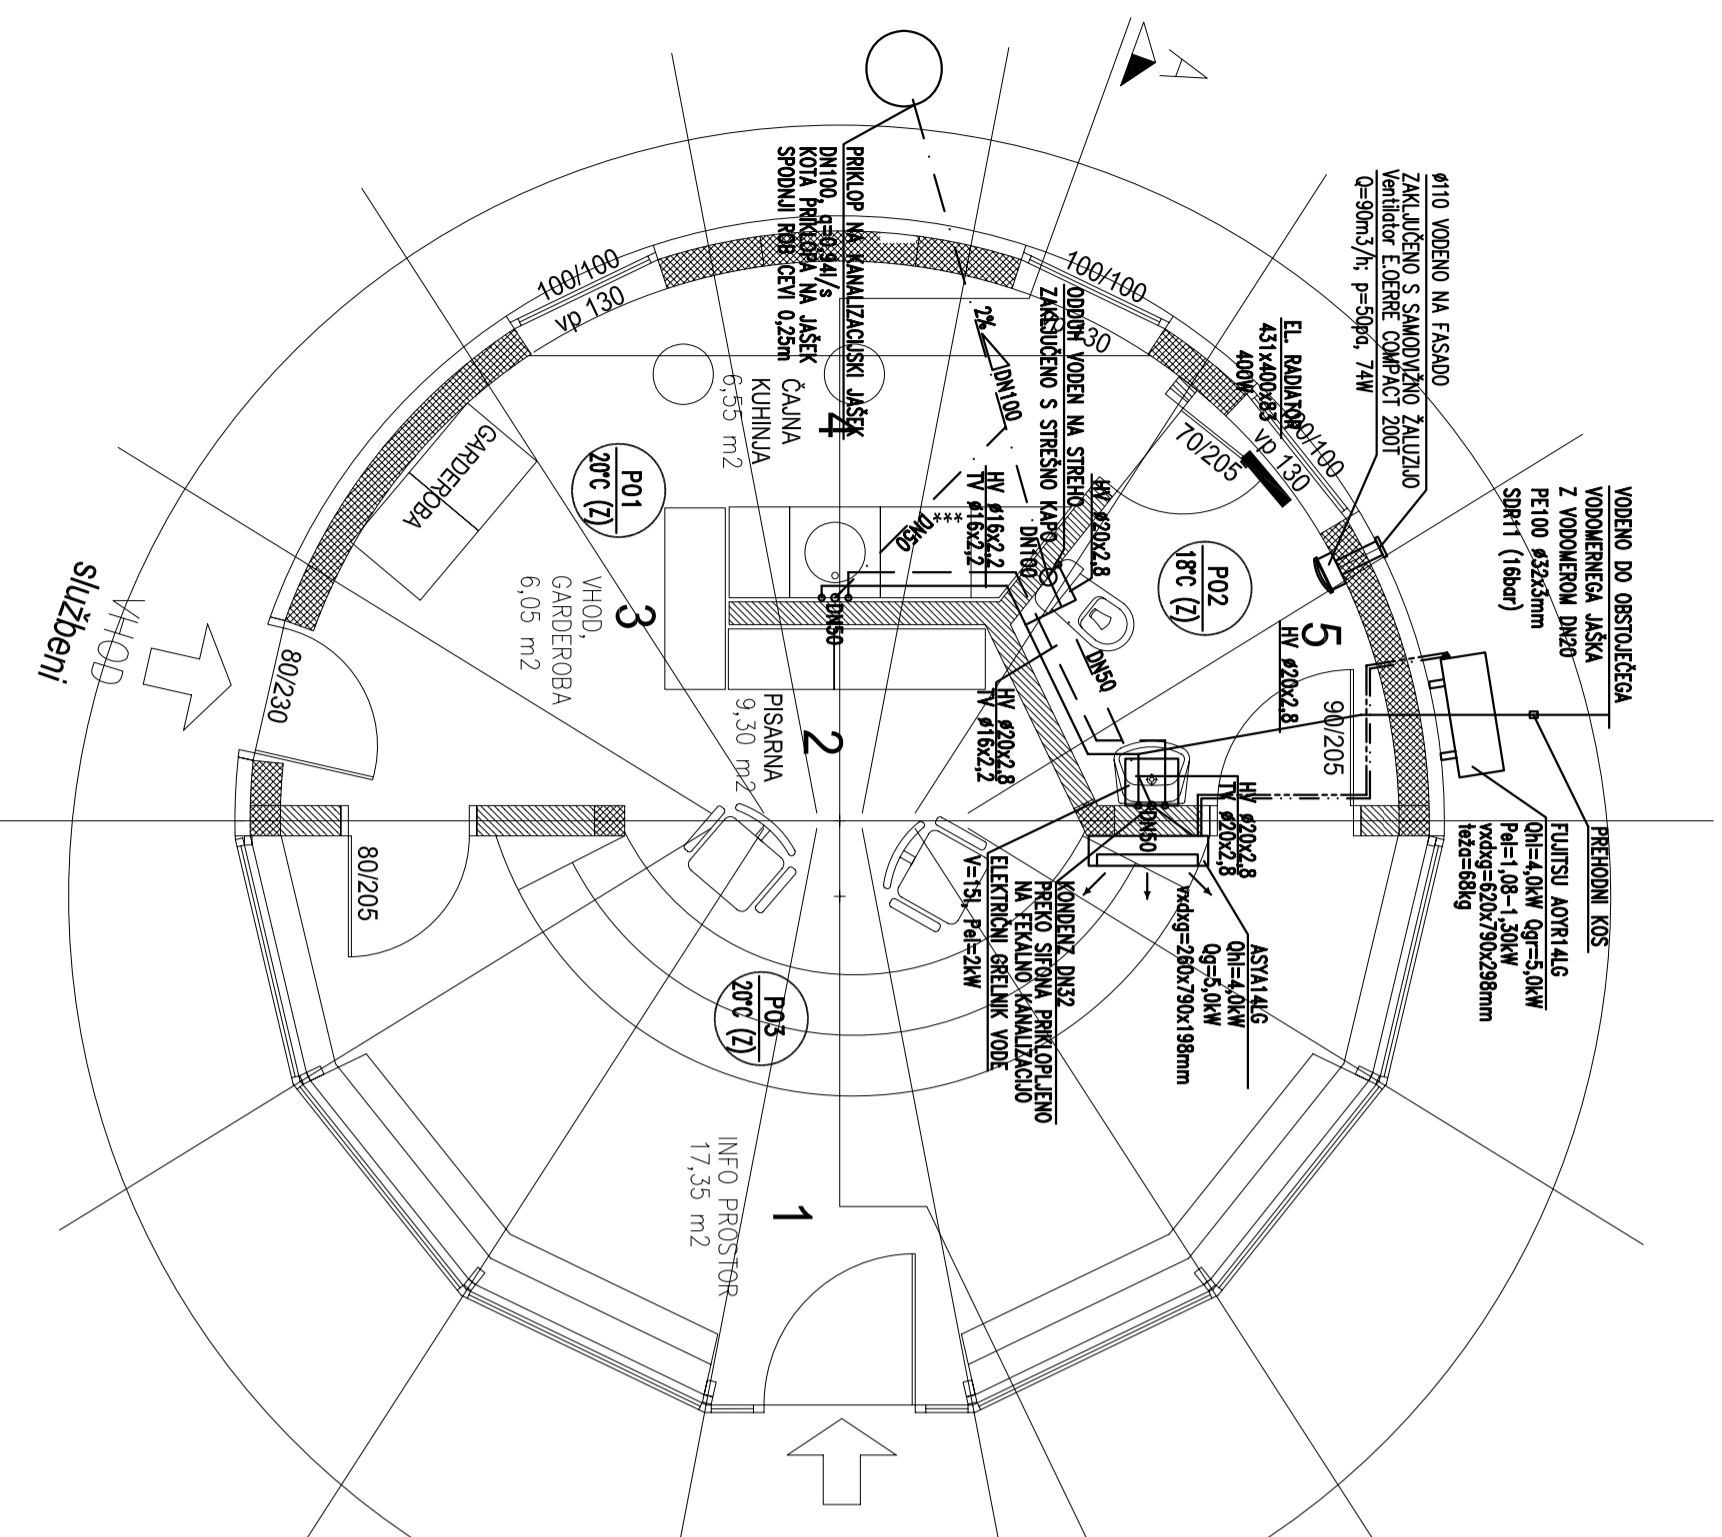 A
PRIKLOP NA KANALIZACIJSKI JAŠEK
DN100, q=0,94l/s
KOTA PRIKLOPA NA JAŠEK
SPODNJI ROB CEVI 0,25m
ø110 VODENO NA FASADO
ZAKLJUČENO S SAMODVIŽNO ŽALUZIJO
Ventilator E.OERRE COMPACT 200T
Q=90m3/h; p=50pa, 74W
100/100
vp 130
100/100
ODDUH VODEN NA STREHO
ZAKLJUČENO S STREŠNO KAPO
2%
DN100
EL. RADIATOR
431x400x83
400W
vp 130
70/205
VODENO DO OBSTOJEČEGA
VODOMERNEGA JAŠKA
Z VODOMEROM DN20
PE100 ø32x3mm
SDR11 (16bar)
4
ČAJNA
KUHINJA
6,55 m2
GARDEROBA
P01
20°C (Z)
HV ø16x2,2
TV ø16x2,2
HV ø20x2,8
***
DN50
DN100
P02
18°C (Z)
5
HV ø20x2,8
90/205
službeni
VHOD
80/230
3
VHOD,
GARDEROBA
6,05 m2
DN50
DN50
HV ø20x2,8
TV ø16x2,2
2
PISARNA
9,30 m2
HV ø20x2,8
TV ø20x2,8
DN50
80/205
PREHODNI KOS
FUJITSU AOYR14LG
Qhl=4,0kW Qgr=5,0kW
Pel=1,08-1,30kW
vxdxg=620x790x298mm
teža=68kg
ASYA14LG
Qhl=4,0kW
Qg=5,0kW
vxdxg=260x790x198mm
KONDENZ DN32
PREKO SIFONA PRIKLOPLJENO
NA FEKALNO KANALIZACIJO
ELEKTRIČNI GRELNIK VODE
V=15l, Pel=2kW
P03
20°C (Z)
1
INFO PROSTOR
17,35 m2